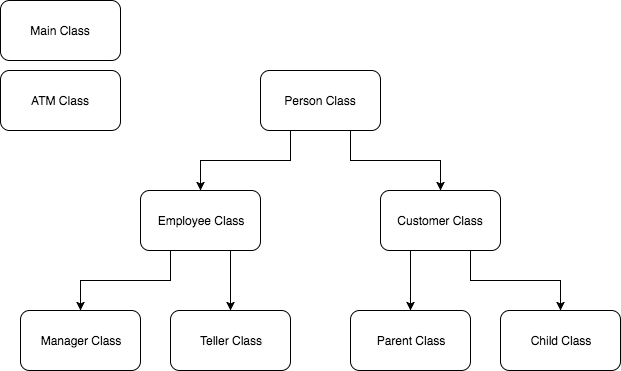 Main Class
ATM Class
Person Class
Employee Class
Customer Class
Manager Class
Teller Class
Parent Class
Child Class